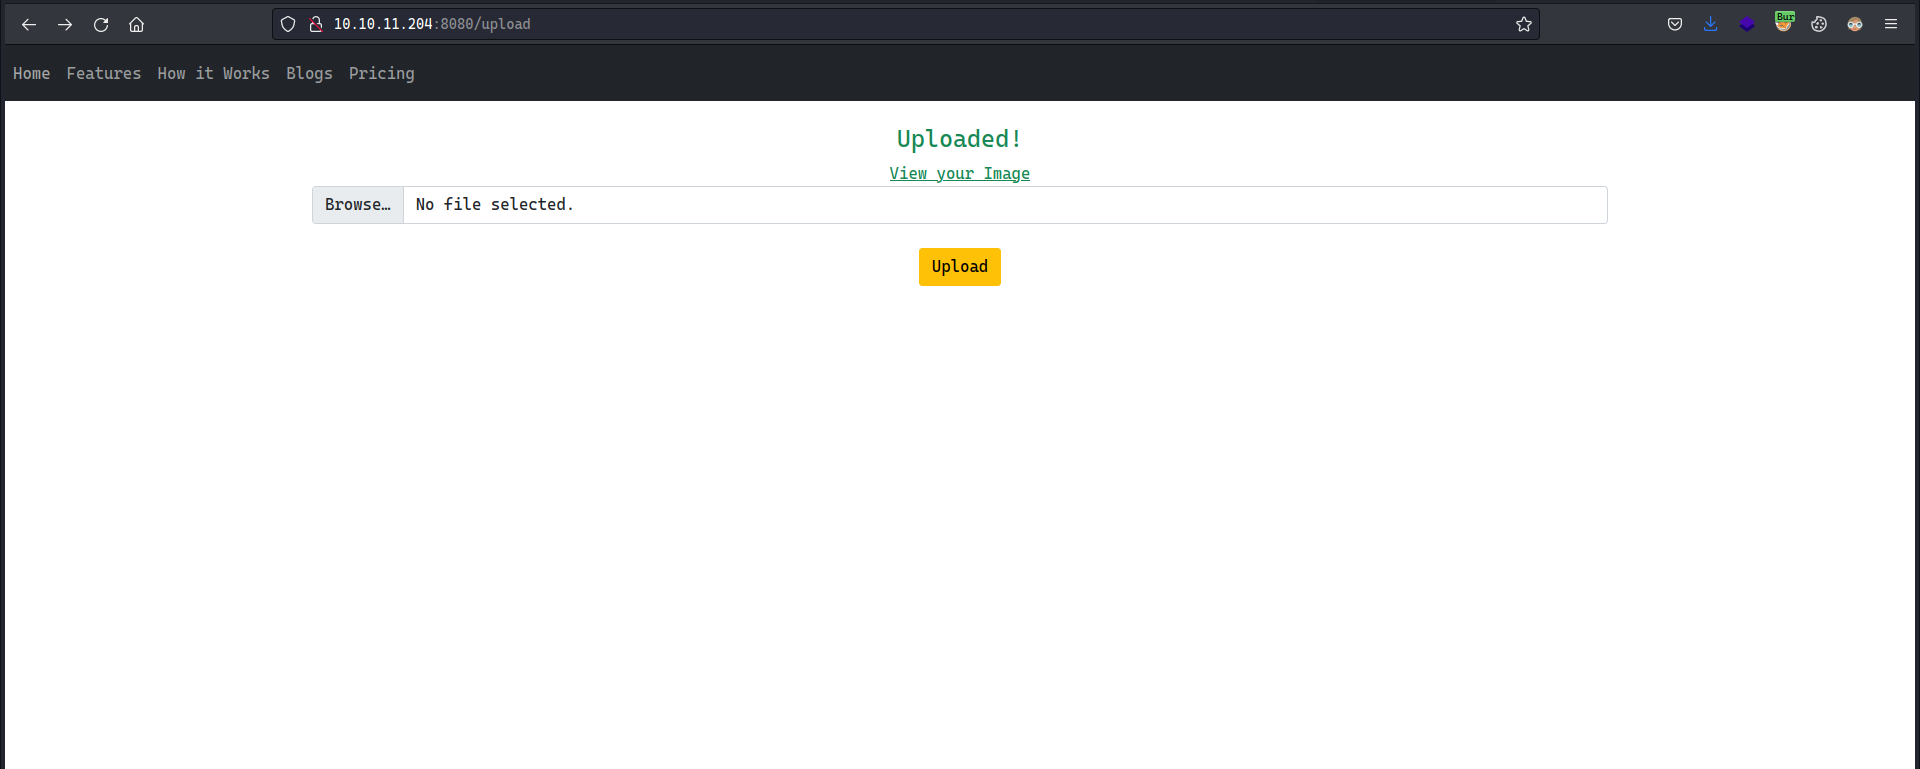 10.10.11.204:8080/upload
Bur
Home Features How it Works Blogs Pricing
Uploaded!
View your Image
Browse… No file selected.
Upload